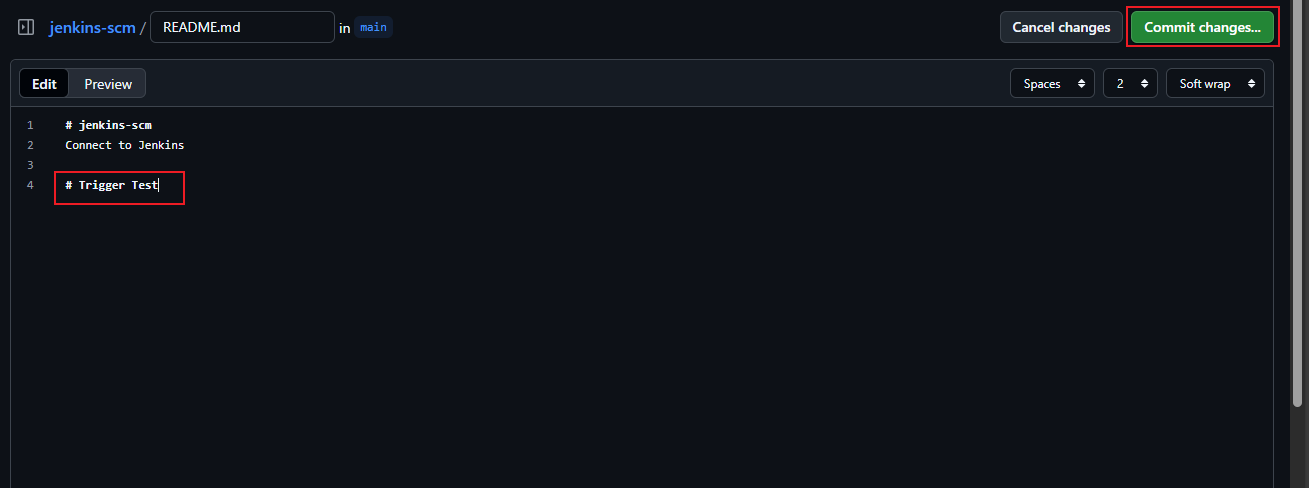 jenkins-scm / README.md in main Cancel changes Commit changes...
Edit Preview Spaces 2 Soft wrap
1 # jenkins-scm
2 Connect to Jenkins
3
4 # Trigger Test